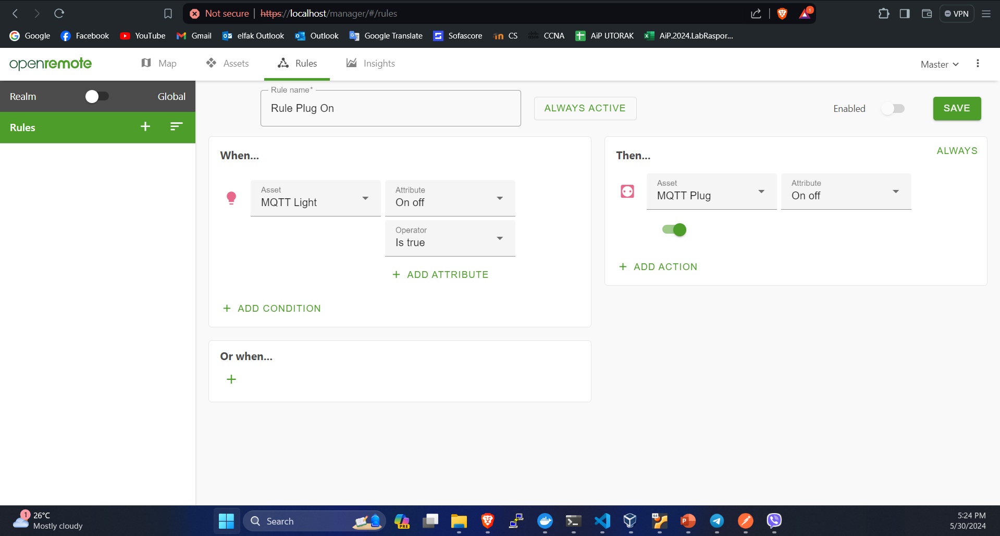 Not secure | https://localhost/manager/#/rules
1
VPN
Google
Facebook
YouTube
Gmail
elfak Outlook
Outlook
Google Translate
Sofascore
CS
CCNA
AiP UTORAK
AiP.2024.LabRaspor...
openremote
Map
Assets
Rules
Insights
Master
Realm
Global
Rules
Rule name*
Rule Plug On
ALWAYS ACTIVE
Enabled
SAVE
When...
Asset
MQTT Light
Attribute
On off
Operator
Is true
+ ADD ATTRIBUTE
+ ADD CONDITION
Or when...
+
Then...
ALWAYS
Asset
MQTT Plug
Attribute
On off
+ ADD ACTION
1
26°C
Mostly cloudy
Search
PRE
64
5:24 PM
5/30/2024